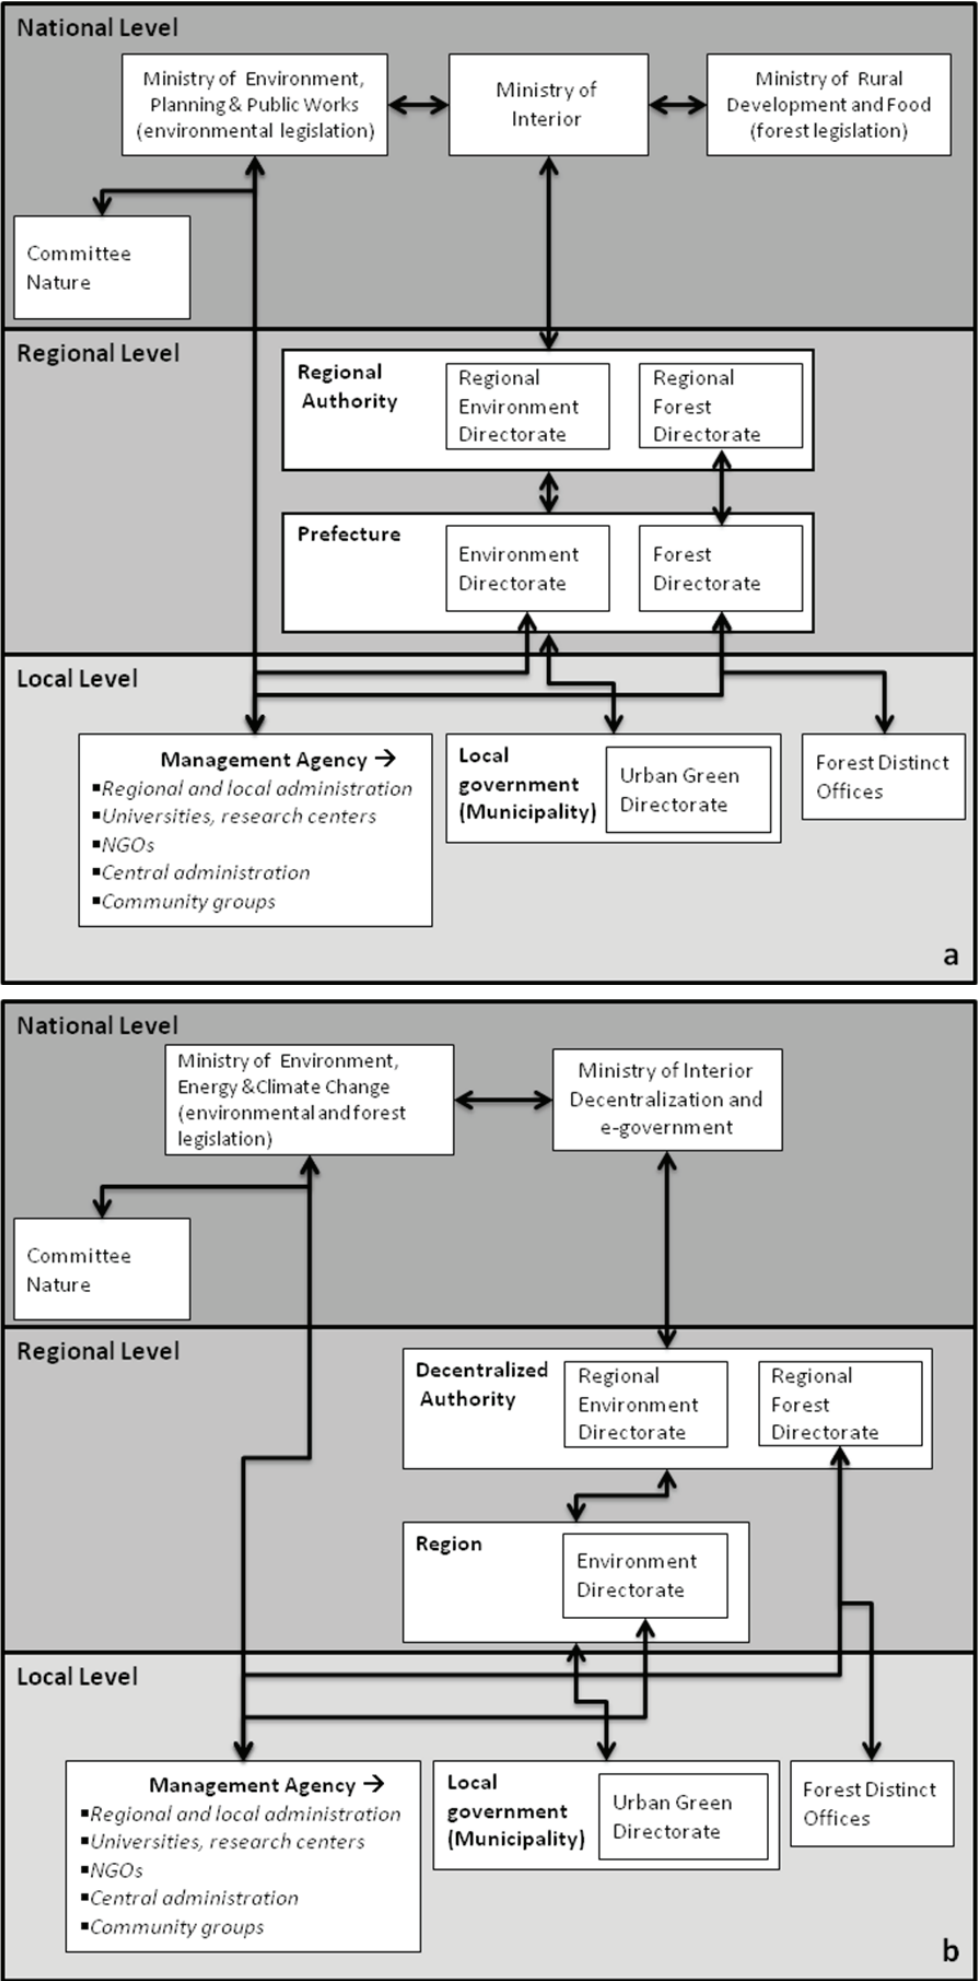 National Level
Ministry of Environment,
Planning & Public Works
(environmental legislation)
Ministry of
Interior
Ministry of Rural
Development and Food
(forest legislation)
Committee
Nature
Regional Level
Regional
Authority
Regional
Environment
Directorate
Regional
Forest
Directorate
Prefecture
Environment
Directorate
Forest
Directorate
Local Level
Management Agency →
▪Regional and local administration
▪Universities, research centers
▪NGOs
▪Central administration
▪Community groups
Local
government
(Municipality)
Urban Green
Directorate
Forest Distinct
Offices
a
National Level
Ministry of Environment,
Energy &Climate Change
(environmental and forest
legislation)
Ministry of Interior
Decentralization and
e-government
Committee
Nature
Regional Level
Decentralized
Authority
Regional
Environment
Directorate
Regional
Forest
Directorate
Region
Environment
Directorate
Local Level
Management Agency →
▪Regional and local administration
▪Universities, research centers
▪NGOs
▪Central administration
▪Community groups
Local
government
(Municipality)
Urban Green
Directorate
Forest Distinct
Offices
b